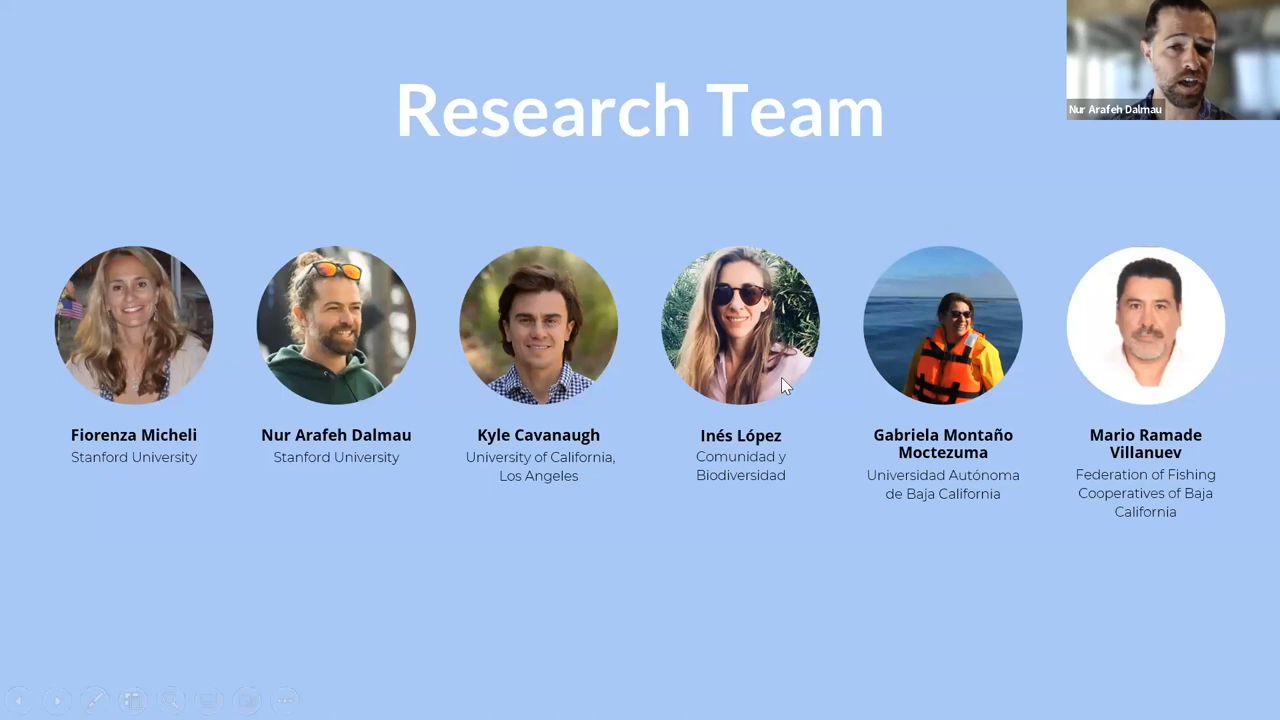 Research Team
Nur Arafeh Dalmau
Fiorenza Micheli
Stanford University
Nur Arafeh Dalmau
Stanford University
Kyle Cavanaugh
University of California,
Los Angeles
Inés López
Comunidad y
Biodiversidad
Gabriela Montaño
Moctezuma
Universidad Autónoma
de Baja California
Mario Ramade
Villanuev
Federation of Fishing
Cooperatives of Baja
California